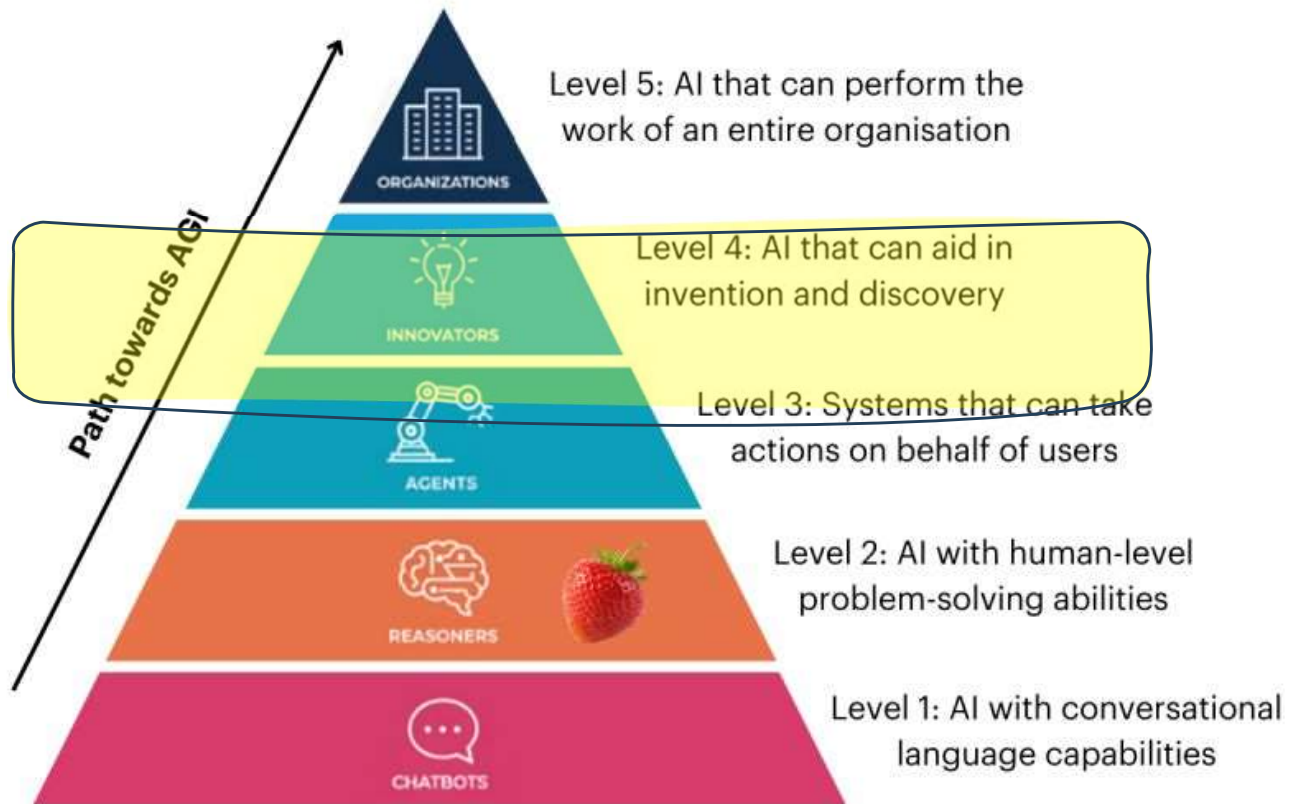 Level 5: AI that can perform the
work of an entire organisation
ORGANIZATIONS
Path towards AGI
Level 4: AI that can aid in
invention and discovery
INNOVATORS
Level 3: Systems that can take
actions on behalf of users
AGENTS
Level 2: AI with human-level
problem-solving abilities
REASONERS
Level 1: AI with conversational
language capabilities
CHATBOTS